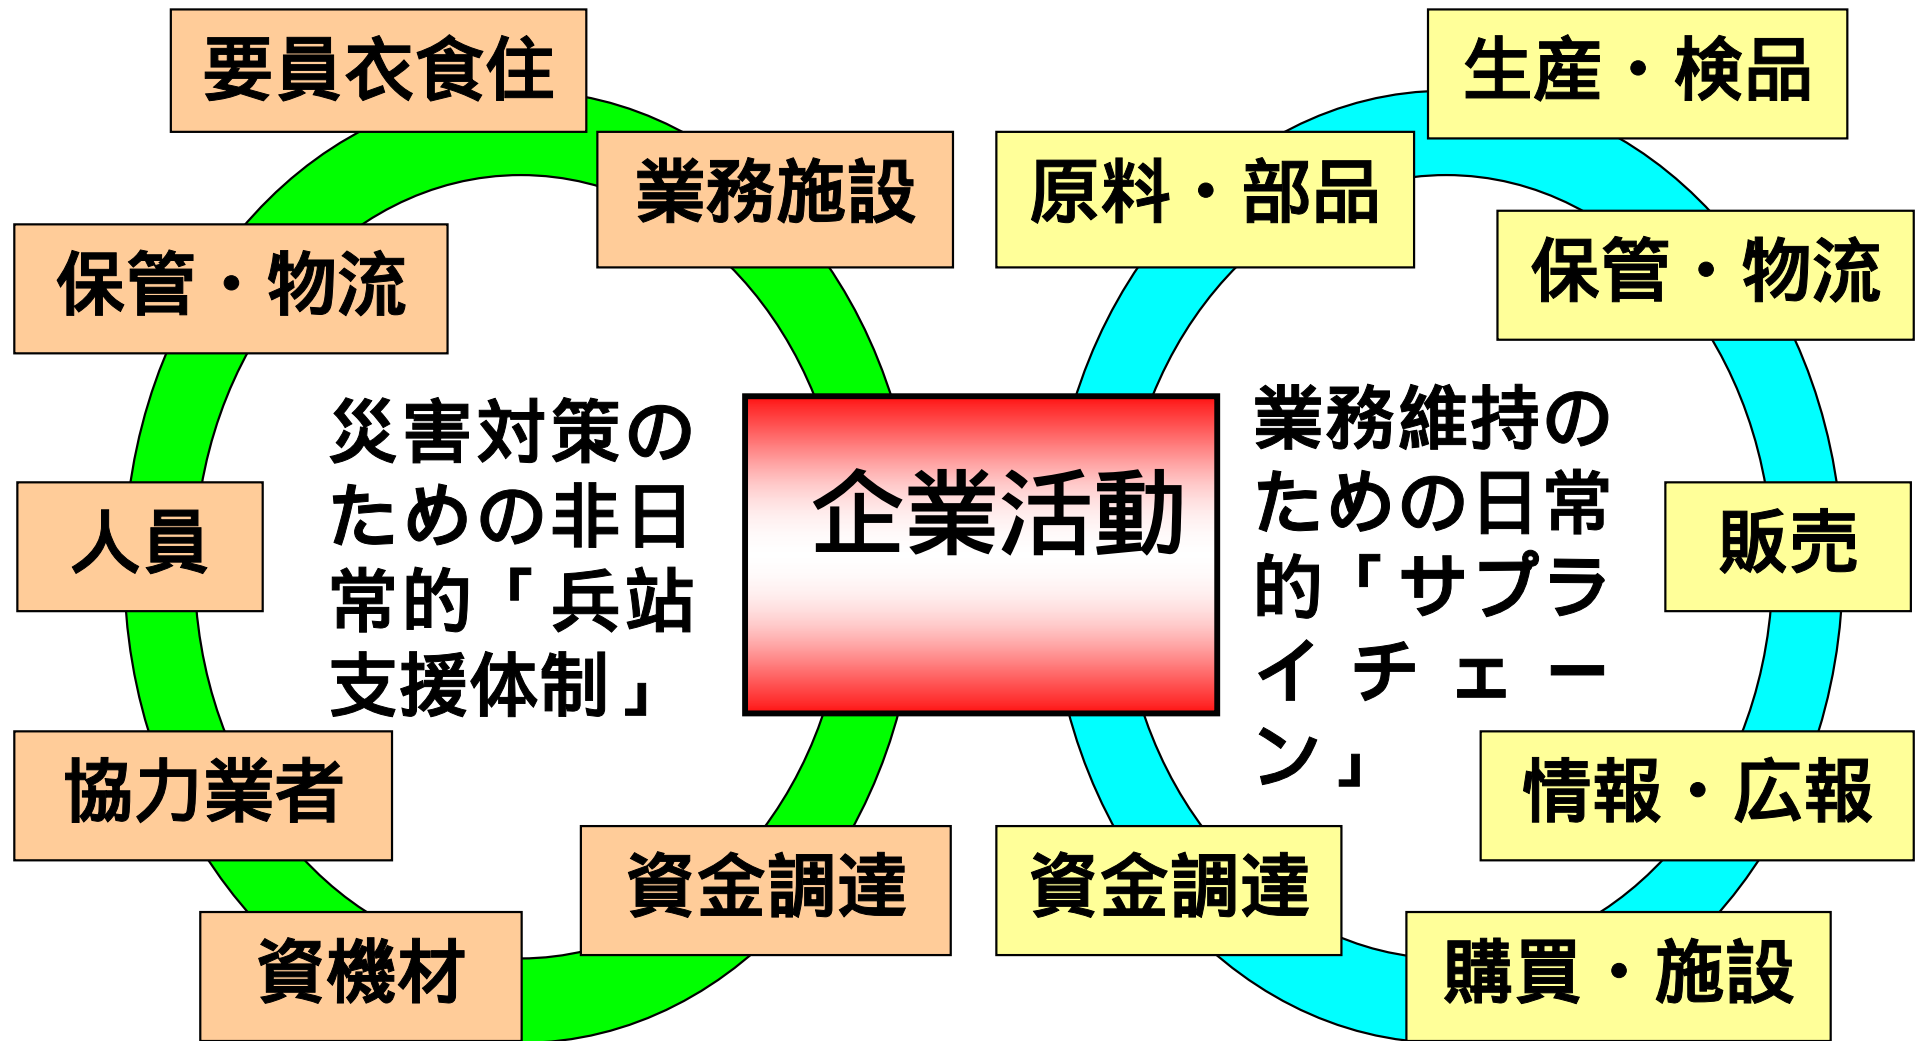 要員衣食住
生産・検品
業務施設
原料・部品
保管・物流
保管・物流
災害対策の
ための非日
常的「兵站
支援体制」
企業活動
業務維持の
ための日常
的「サプラ
イチェー
ン」
人員
販売
協力業者
情報・広報
資金調達
資金調達
資機材
購買・施設